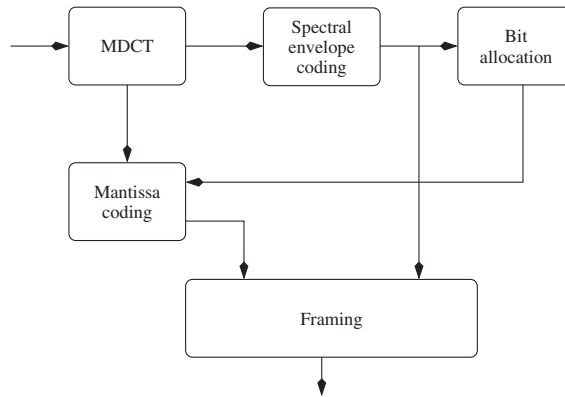 MDCT
Spectral
envelope
coding
Bit
allocation
Mantissa
coding
Framing